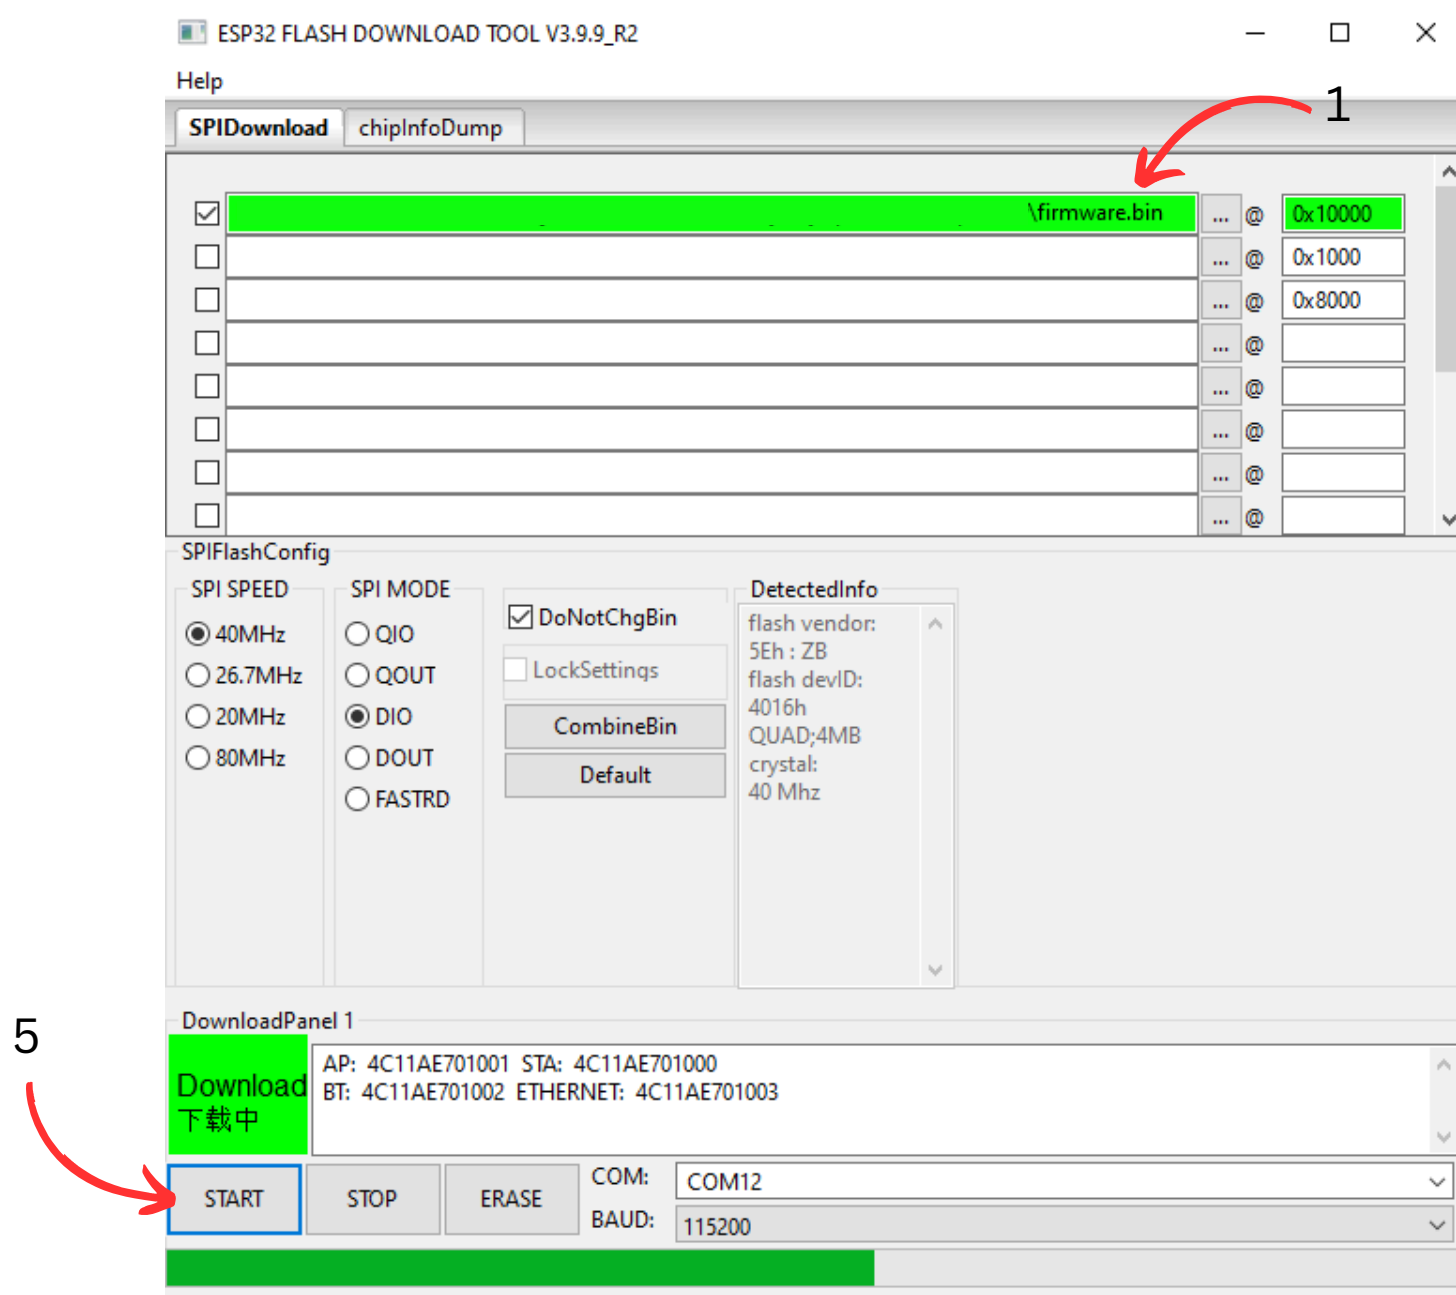 ESP32 FLASH DOWNLOAD TOOL V3.9.9_R2
Help
1
SPIDownload chipInfoDump
\firmware.bin ... @ 0x10000
... @ 0x1000
... @ 0x8000
... @
... @
... @
... @
... @
SPIFlashConfig
SPI SPEED
40MHz
26.7MHz
20MHz
80MHz
SPI MODE
QIO
QOUT
DIO
DOUT
FASTRD
DoNotChgBin
LockSettings
CombineBin
Default
DetectedInfo
flash vendor:
5Eh : ZB
flash devID:
4016h
QUAD;4MB
crystal:
40 Mhz
5
DownloadPanel 1
Download
下载中
AP: 4C11AE701001 STA: 4C11AE701000
BT: 4C11AE701002 ETHERNET: 4C11AE701003
START STOP ERASE
COM: COM12
BAUD: 115200